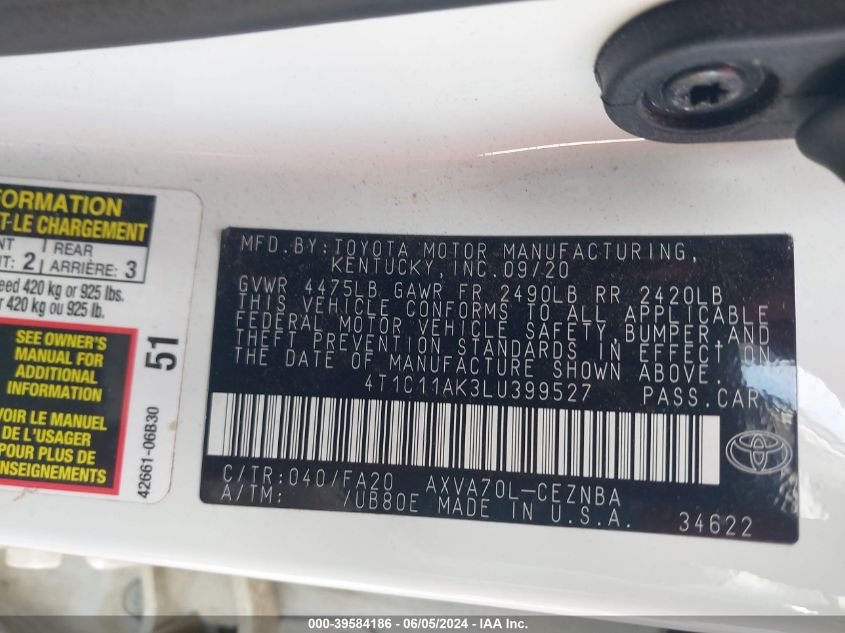 FORMATION
T-LE CHARGEMENT
NT REAR
T: 2 ARRIÈRE: 3
eed 420 kg or 925 lbs.
420 kg ou 925 lb.
SEE OWNER'S
MANUAL FOR
ADDITIONAL
INFORMATION
VOIR LE MANUEL
DE L'USAGER
POUR PLUS DE
RENSEIGNEMENTS
51
42661-06B30
MFD.BY:TOYOTA MOTOR MANUFACTURING,
KENTUCKY,INC.09/20
GVWR 4475LB GAWR FR 2490LB RR 2420LB
THIS VEHICLE CONFORMS TO ALL APPLICABLE
FEDERAL MOTOR VEHICLE SAFETY,BUMPER,AND
THEFT PREVENTION STANDARDS IN EFFECT ON
THE DATE OF MANUFACTURE SHOWN ABOVE.
4T1C11AK3LU399527 PASS.CAR
C/TR:040/FA20 AXVA70L-CEZNBA
A/TM: /UB80E MADE IN U.S.A.
34622
000-39584186 - 06/05/2024 - IAA Inc.